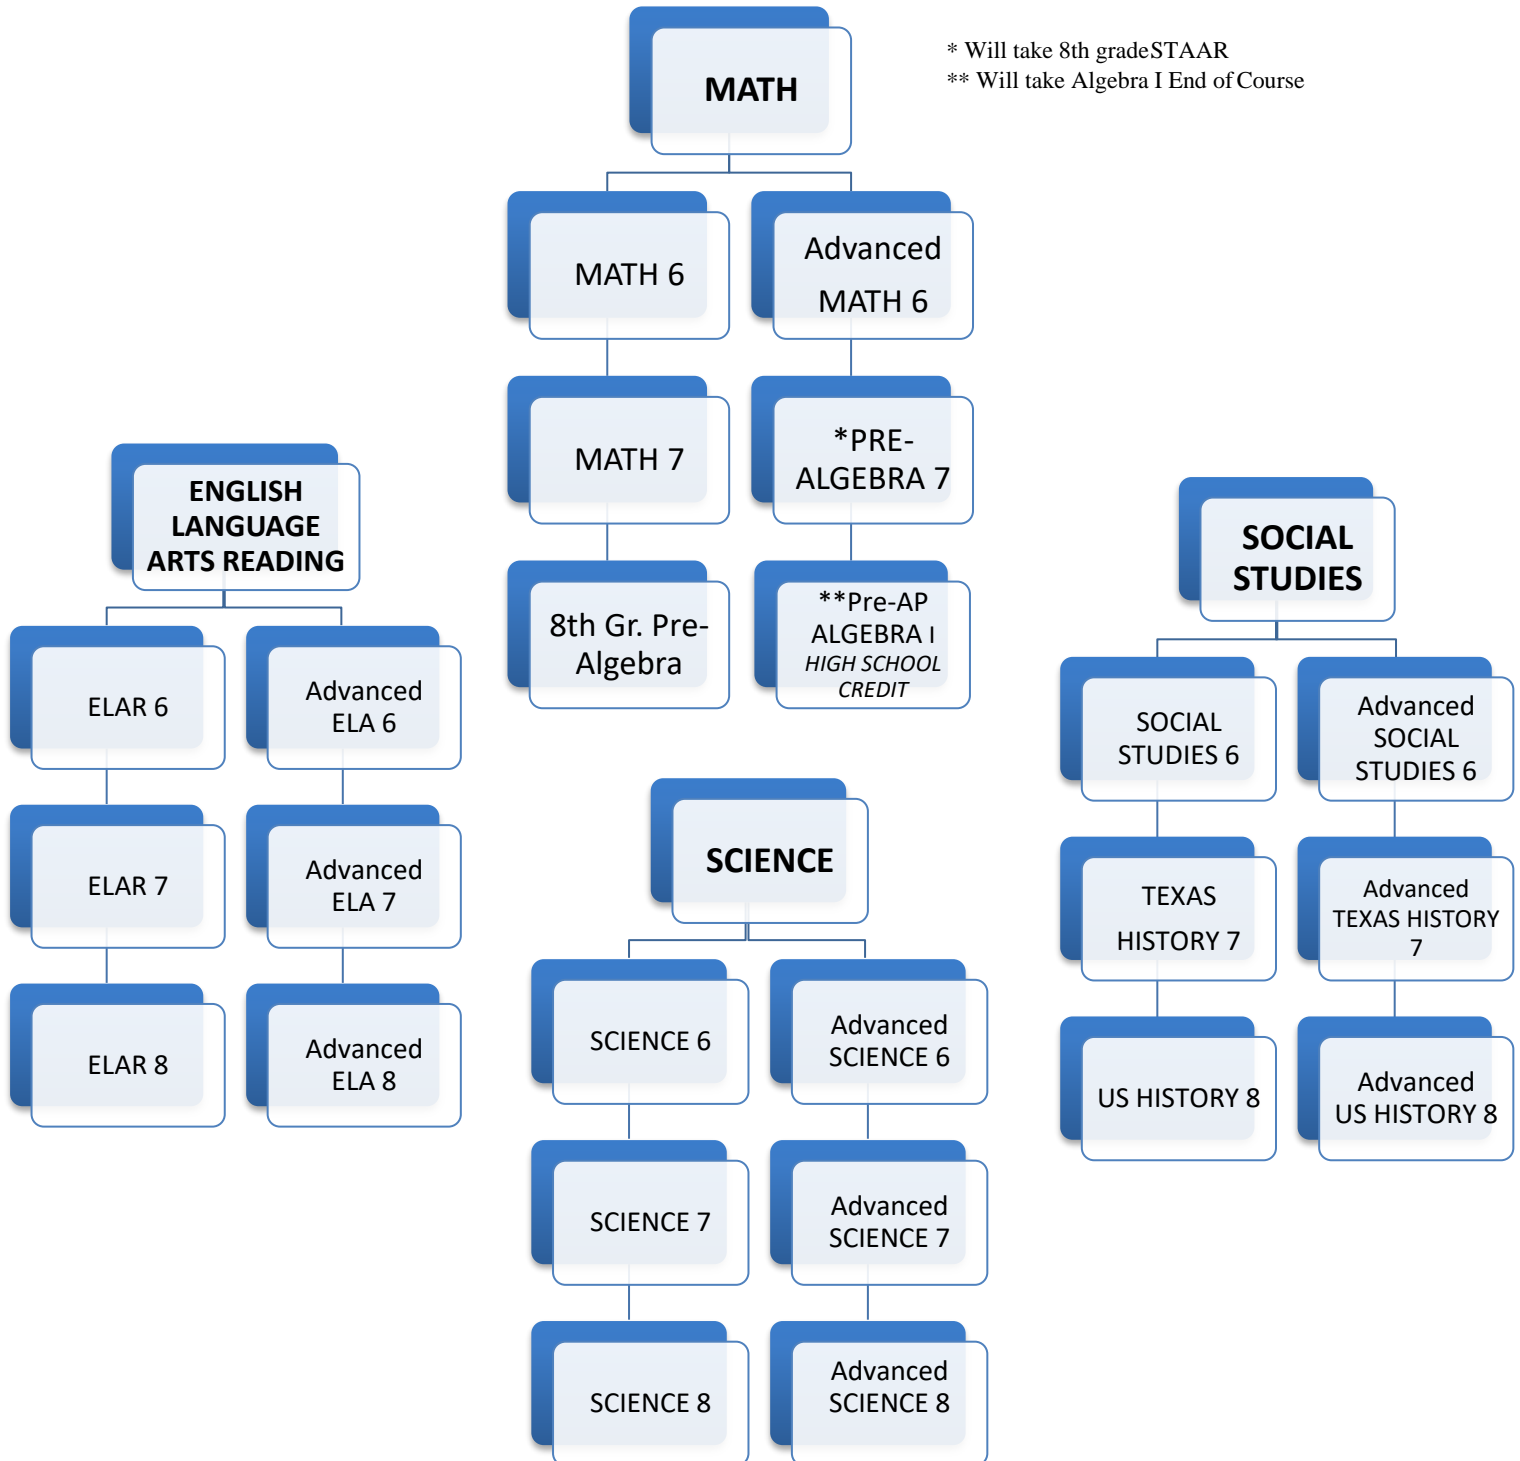 * Will take 8th gradeSTAAR
** Will take Algebra I End of Course
MATH
MATH 6
Advanced
MATH 6
MATH 7
*PRE-
ALGEBRA 7
8th Gr. Pre-
Algebra
**Pre-AP
ALGEBRA I
HIGH SCHOOL
CREDIT
ENGLISH
LANGUAGE
ARTS READING
ELAR 6
Advanced
ELA 6
ELAR 7
Advanced
ELA 7
ELAR 8
Advanced
ELA 8
SCIENCE
SCIENCE 6
Advanced
SCIENCE 6
SCIENCE 7
Advanced
SCIENCE 7
SCIENCE 8
Advanced
SCIENCE 8
SOCIAL
STUDIES
SOCIAL
STUDIES 6
Advanced
SOCIAL
STUDIES 6
TEXAS
HISTORY 7
Advanced
TEXAS HISTORY
7
US HISTORY 8
Advanced
US HISTORY 8